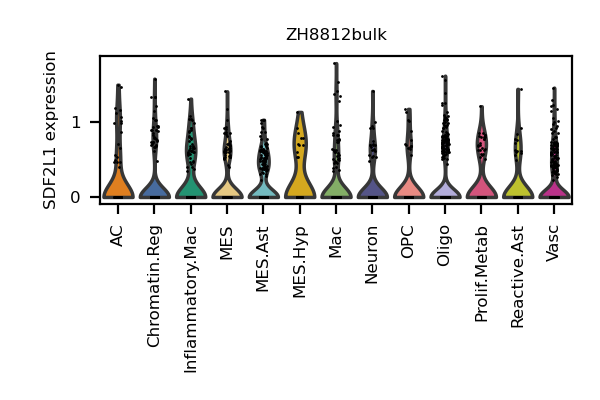 ZH8812bulk
SDF2L1 expression
1
0
AC
Chromatin.Reg
Inflammatory.Mac
MES
MES.Ast
MES.Hyp
Mac
Neuron
OPC
Oligo
Prolif.Metab
Reactive.Ast
Vasc